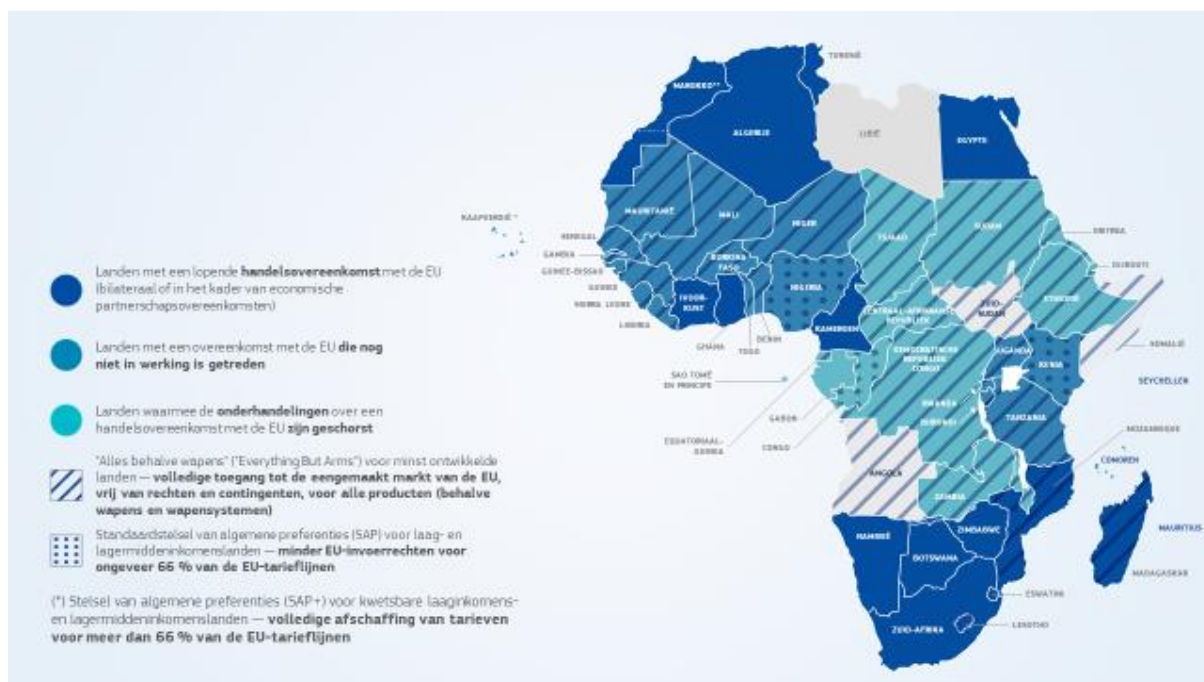 TUNESIË
MAROKKO**
ALGERIJE
LIBIË
EGYPTE
KAAPVERDIË *
MAURITANIË
MALI
NIGER
TSJAAD
SUDAN
ERITREA
SENEGAL
GAMBIA
BURKINA
FASO
DJIBOUTI
GUINEE-BISSAU
GUINEE
NIGERIA
SIERRA LEONE
IVOOR-
KUST
ZUID-
SUDAN
ETHIOPIË
CENTRAAL-AFRIKAANSE
REPUBLIEK
LIBERIA
KAMEROEN
GHANA
BENIN
TOGO
DEMOCRATISCHE
REPUBLIEK
CONGO
UGANDA
KENIA
SOMALIË
SAO TOMÉ
EN PRINCIPE
SEYCHELLEN
GABON
RWANDA
BURUNDI
TANZANIA
EQUATORIAAL-
GUINEA
CONGO
MOZAMBIQUE
COMOREN
ANGOLA
ZAMBIA
MAURITIUS
ZIMBABWE
NAMIBIË
BOTSWANA
MADAGASKAR
ESWATINI
LESOTHO
ZUID-AFRIKA
Landen met een lopende handelsovereenkomst met de EU
(bilateraal of in het kader van economische
partnerschapsovereenkomsten)
Landen met een overeenkomst met de EU die nog
niet in werking is getreden
Landen waarmee de onderhandelingen over een
handelsovereenkomst met de EU zijn geschorst
"Alles behalve wapens" ("Everything But Arms") voor minst ontwikkelde
landen — volledige toegang tot de eengemaakt markt van de EU,
vrij van rechten en contingenten, voor alle producten (behalve
wapens en wapensystemen)
Standaardstelsel van algemene preferenties (SAP) voor laag- en
lagermiddeninkomenslanden — minder EU-invoerrechten voor
ongeveer 66 % van de EU-tarieflijnen
(*) Stelsel van algemene preferenties (SAP+) voor kwetsbare laaginkomens-
en lagermiddeninkomenslanden — volledige afschaffing van tarieven
voor meer dan 66 % van de EU-tarieflijnen